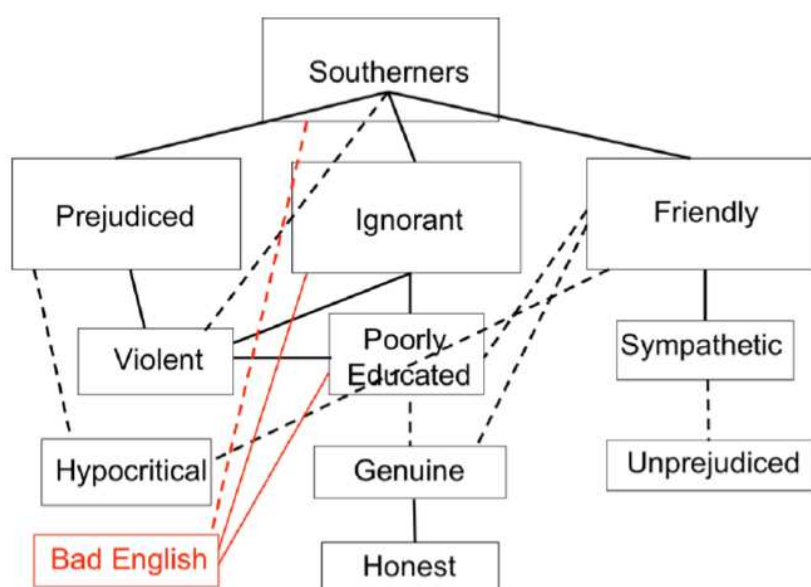 Southerners
Prejudiced
Ignorant
Friendly
Violent
Poorly
Educated
Sympathetic
Hypocritical
Genuine
Unprejudiced
Bad English
Honest